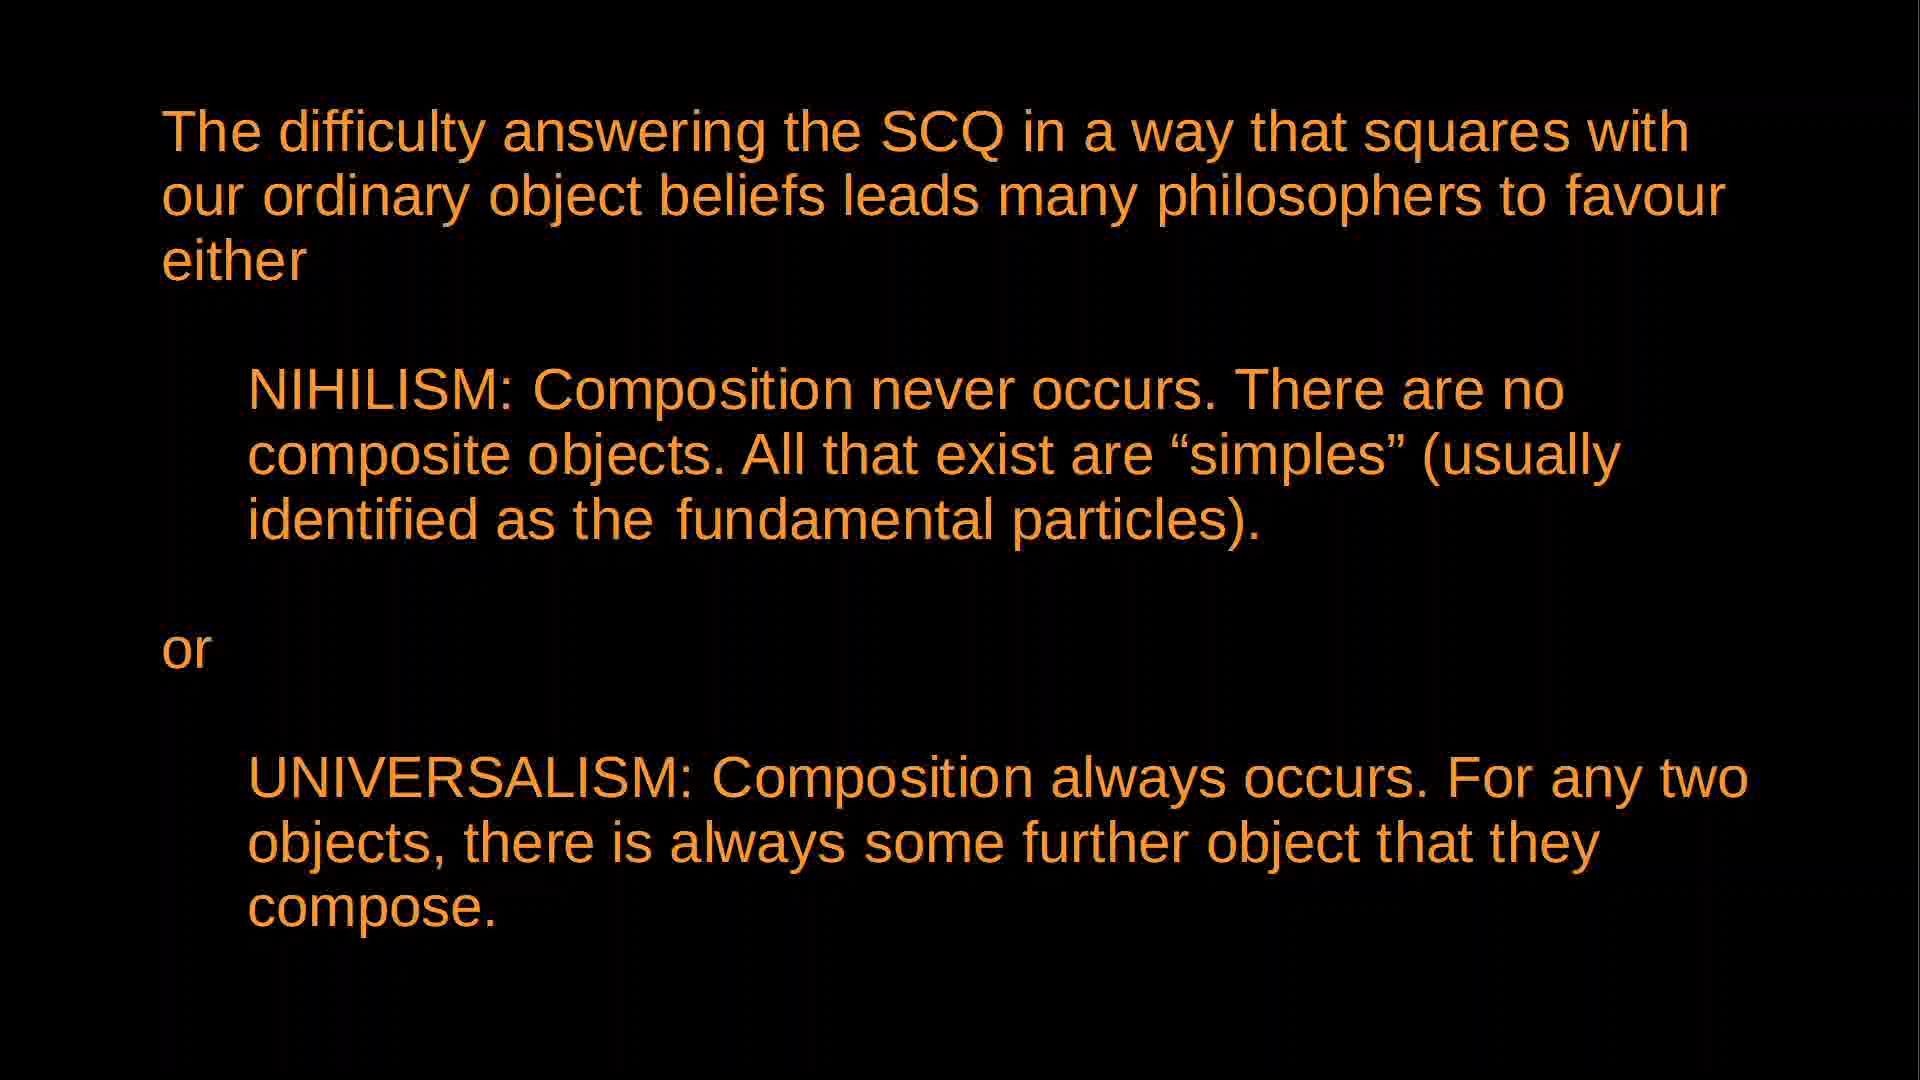 The difficulty answering the SCQ in a way that squares with
our ordinary object beliefs leads many philosophers to favour
either
NIHILISM: Composition never occurs. There are no
composite objects. All that exist are “simples” (usually
identified as the fundamental particles).
or
UNIVERSALISM: Composition always occurs. For any two
objects, there is always some further object that they
compose.